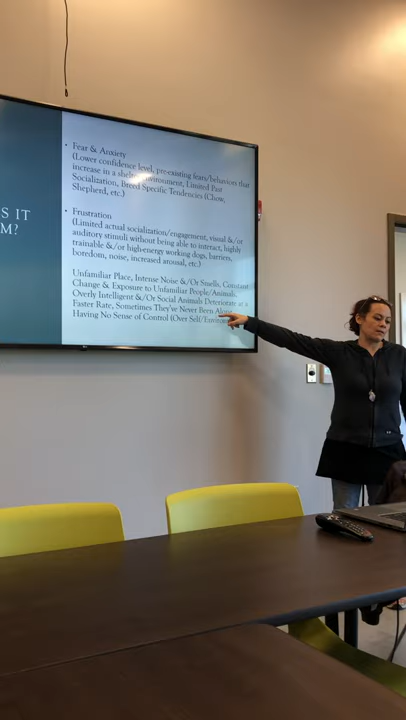 S IT
M?
• Fear & Anxiety
(Lower confidence level, pre-existing fears/behaviors that
increase in a shelter environment, Limited Past
Socialization, Breed Specific Tendencies (Chow,
Shepherd, etc.)
• Frustration
(Limited actual socialization/engagement, visual &/or
auditory stimuli without being able to interact, highly
trainable &/or high-energy working dogs, barriers,
boredom, noise, increased arousal, etc.)
Unfamiliar Place, Intense Noise &/Or Smells, Constant
Change & Exposure to Unfamiliar People/Animals,
Overly Intelligent &/Or Social Animals Deteriorate at a
Faster Rate, Sometimes They've Never Been Alone,
Having No Sense of Control (Over Self/Environ